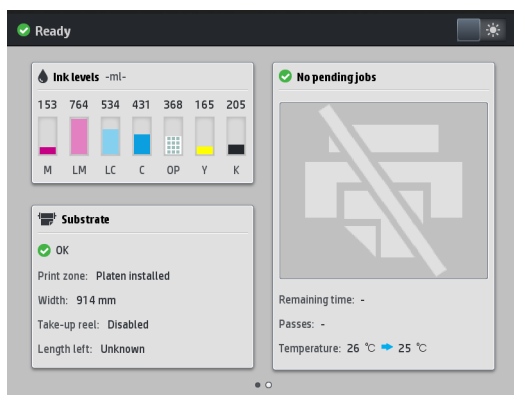 Ready
Ink levels -ml-
153 764 534 431 368 165 205
M LM LC C OP Y K
Substrate
OK
Print zone: Platen installed
Width: 914 mm
Take-up reel: Disabled
Length left: Unknown
No pending jobs
Remaining time: -
Passes: -
Temperature: 26 °C ➡ 25 °C